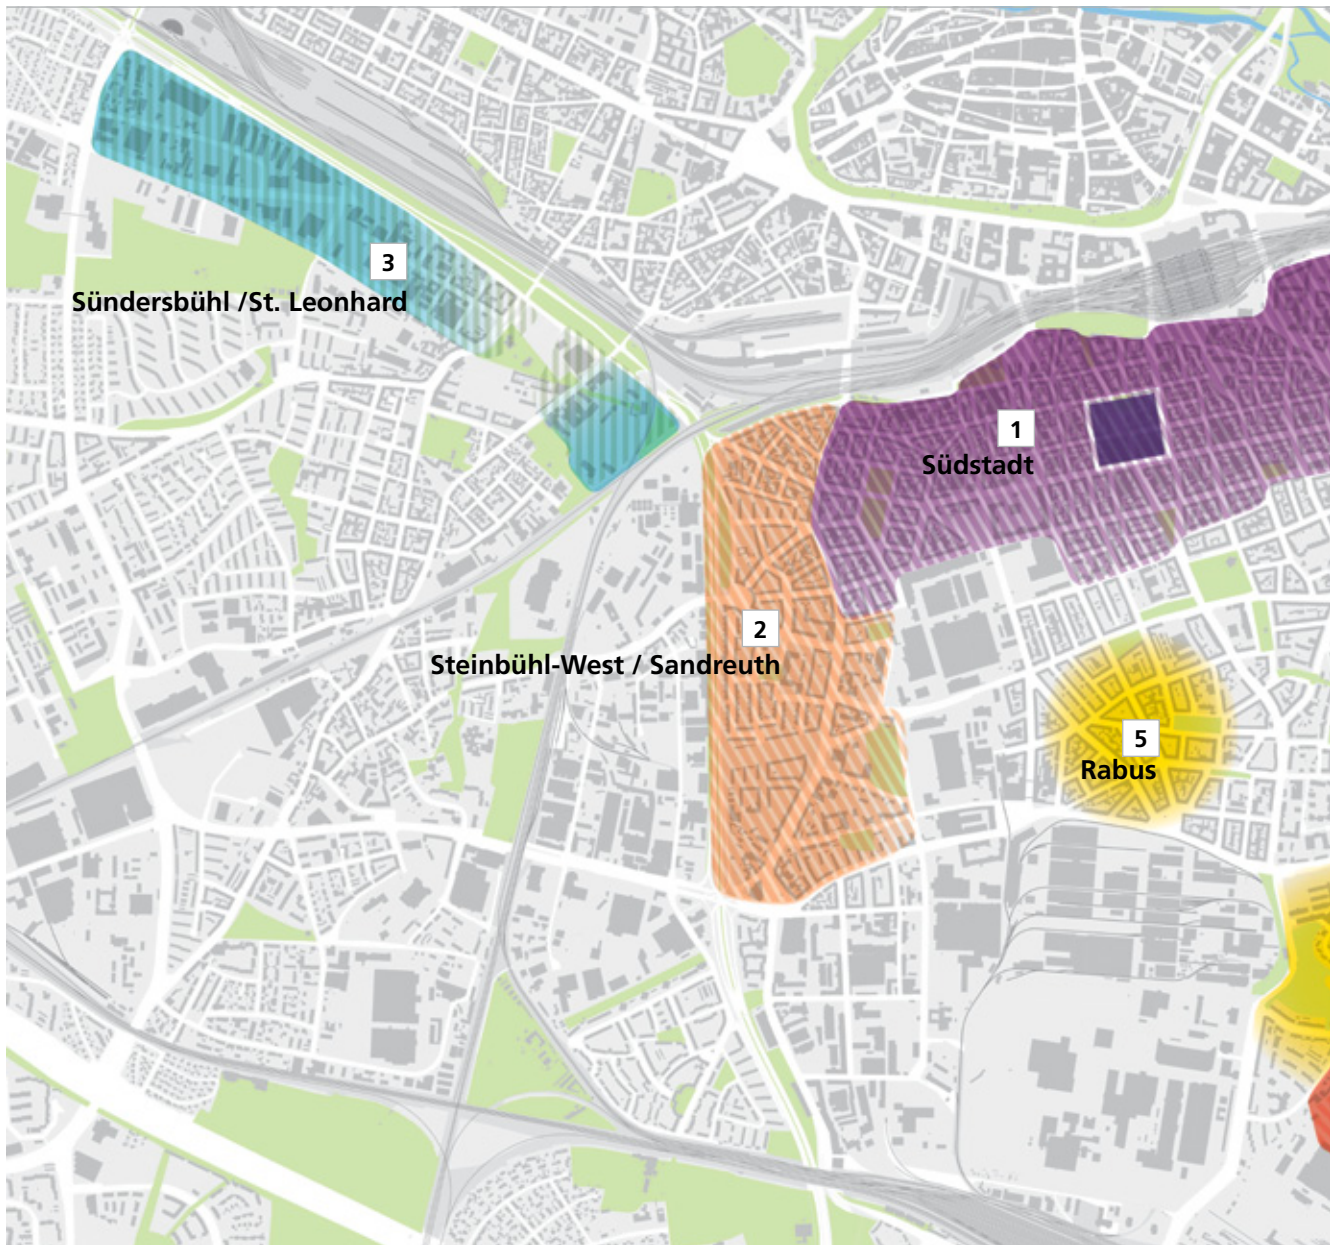 3
Sündersbühl /St. Leonhard
1
Südstadt
2
Steinbühl-West / Sandreuth
5
Rabus